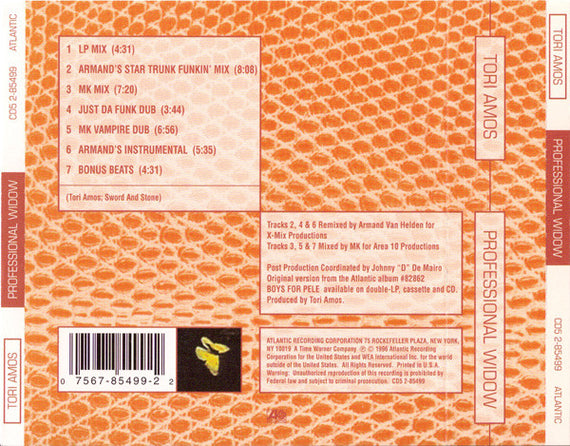 CD5 2-85499 ATLANTIC
PROFESSIONAL WIDOW
TORI AMOS
1 LP MIX (4:31)
2 ARMAND'S STAR TRUNK FUNKIN' MIX (8:08)
3 MK MIX (7:20)
4 JUST DA FUNK DUB (3:44)
5 MK VAMPIRE DUB (6:56)
6 ARMAND'S INSTRUMENTAL (5:35)
7 BONUS BEATS (4:31)
(Tori Amos; Sword And Stone)
TORI AMOS
PROFESSIONAL WIDOW
Tracks 2, 4 & 6 Remixed by Armand Van Helden for
X-Mix Productions
Tracks 3, 5 & 7 Mixed by MK for Area 10 Productions
Post Production Coordinated by Johnny "D" De Mairo
Original version from the Atlantic album #82862
BOYS FOR PELE available on double-LP, cassette and CD.
Produced by Tori Amos.
0 7567-85499-2 2
ATLANTIC RECORDING CORPORATION 75 ROCKEFELLER PLAZA, NEW YORK,
NY 10019 A Time Warner Company. ℗ © 1996 Atlantic Recording
Corporation for the United States and WEA International Inc. for the world
outside of the United States. All Rights Reserved. Printed in U.S.A.
Warning: Unauthorized reproduction of this recording is prohibited by
Federal law and subject to criminal prosecution. CD5 2-85499
TORI AMOS
PROFESSIONAL WIDOW
CD5 2-85499 ATLANTIC